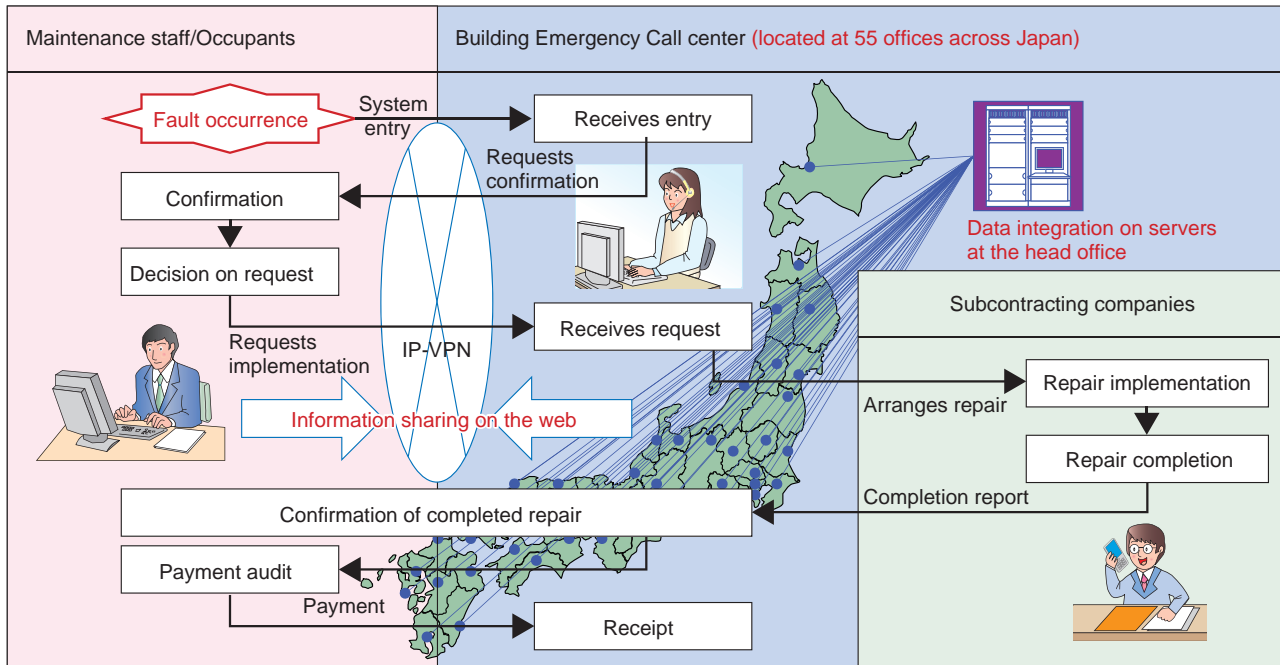 Maintenance staff/Occupants
Building Emergency Call center (located at 55 offices across Japan)
Fault occurrence
System
entry
Receives entry
Requests
confirmation
Confirmation
Data integration on servers
at the head office
Decision on request
Subcontracting companies
Receives request
Requests
implementation
IP-VPN
Repair implementation
Arranges repair
Information sharing on the web
Repair completion
Completion report
Confirmation of completed repair
Payment audit
Payment
Receipt